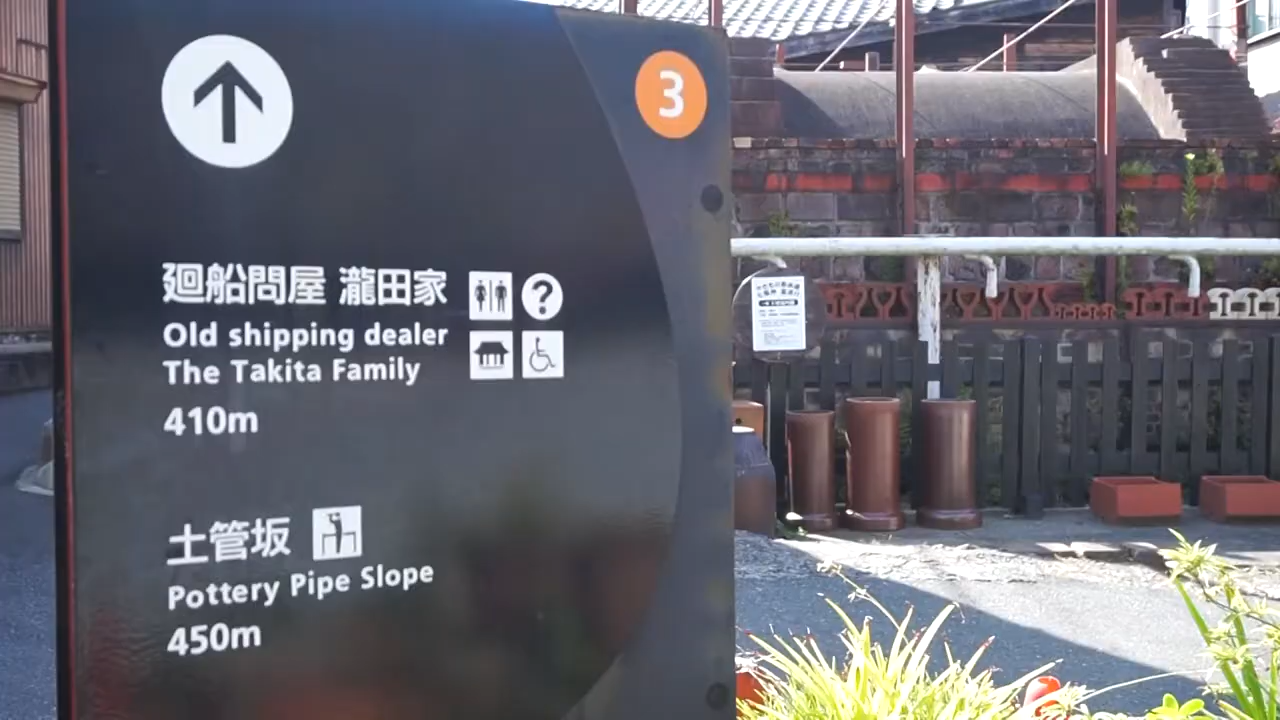 3
廻船問屋 瀧田家
?
Old shipping dealer
The Takita Family
410m
土管坂
Pottery Pipe Slope
450m